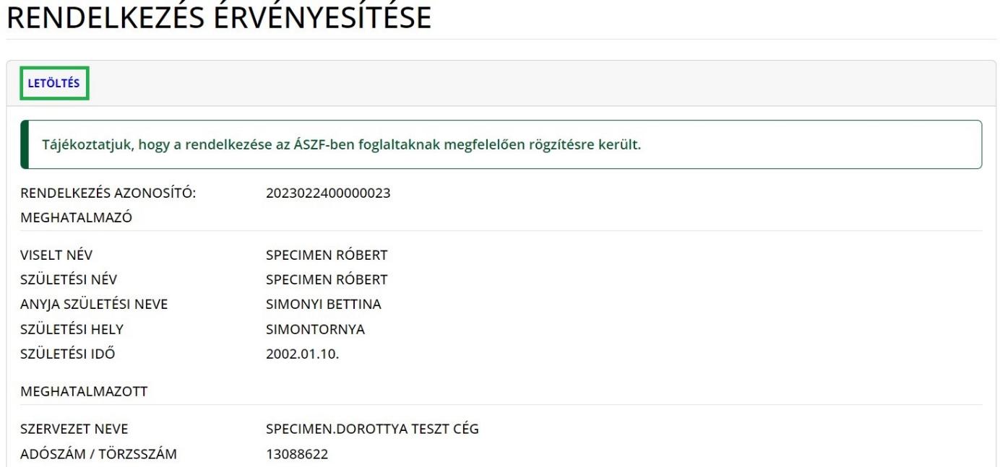 RENDELKEZÉS ÉRVÉNYESÍTÉSE
LETÖLTÉS
Tájékoztatjuk, hogy a rendelkezése az ÁSZF-ben foglaltaknak megfelelően rögzítésre került.
RENDELKEZÉS AZONOSÍTÓ: 2023022400000023
MEGHATALMAZÓ
VISELT NÉV SPECIMEN RÓBERT
SZÜLETÉSI NÉV SPECIMEN RÓBERT
ANYJA SZÜLETÉSI NEVE SIMONYI BETTINA
SZÜLETÉSI HELY SIMONTORNYA
SZÜLETÉSI IDŐ 2002.01.10.
MEGHATALMAZOTT
SZERVEZET NEVE SPECIMEN.DOROTTYA TESZT CÉG
ADÓSZÁM / TÖRZSSZÁM 13088622